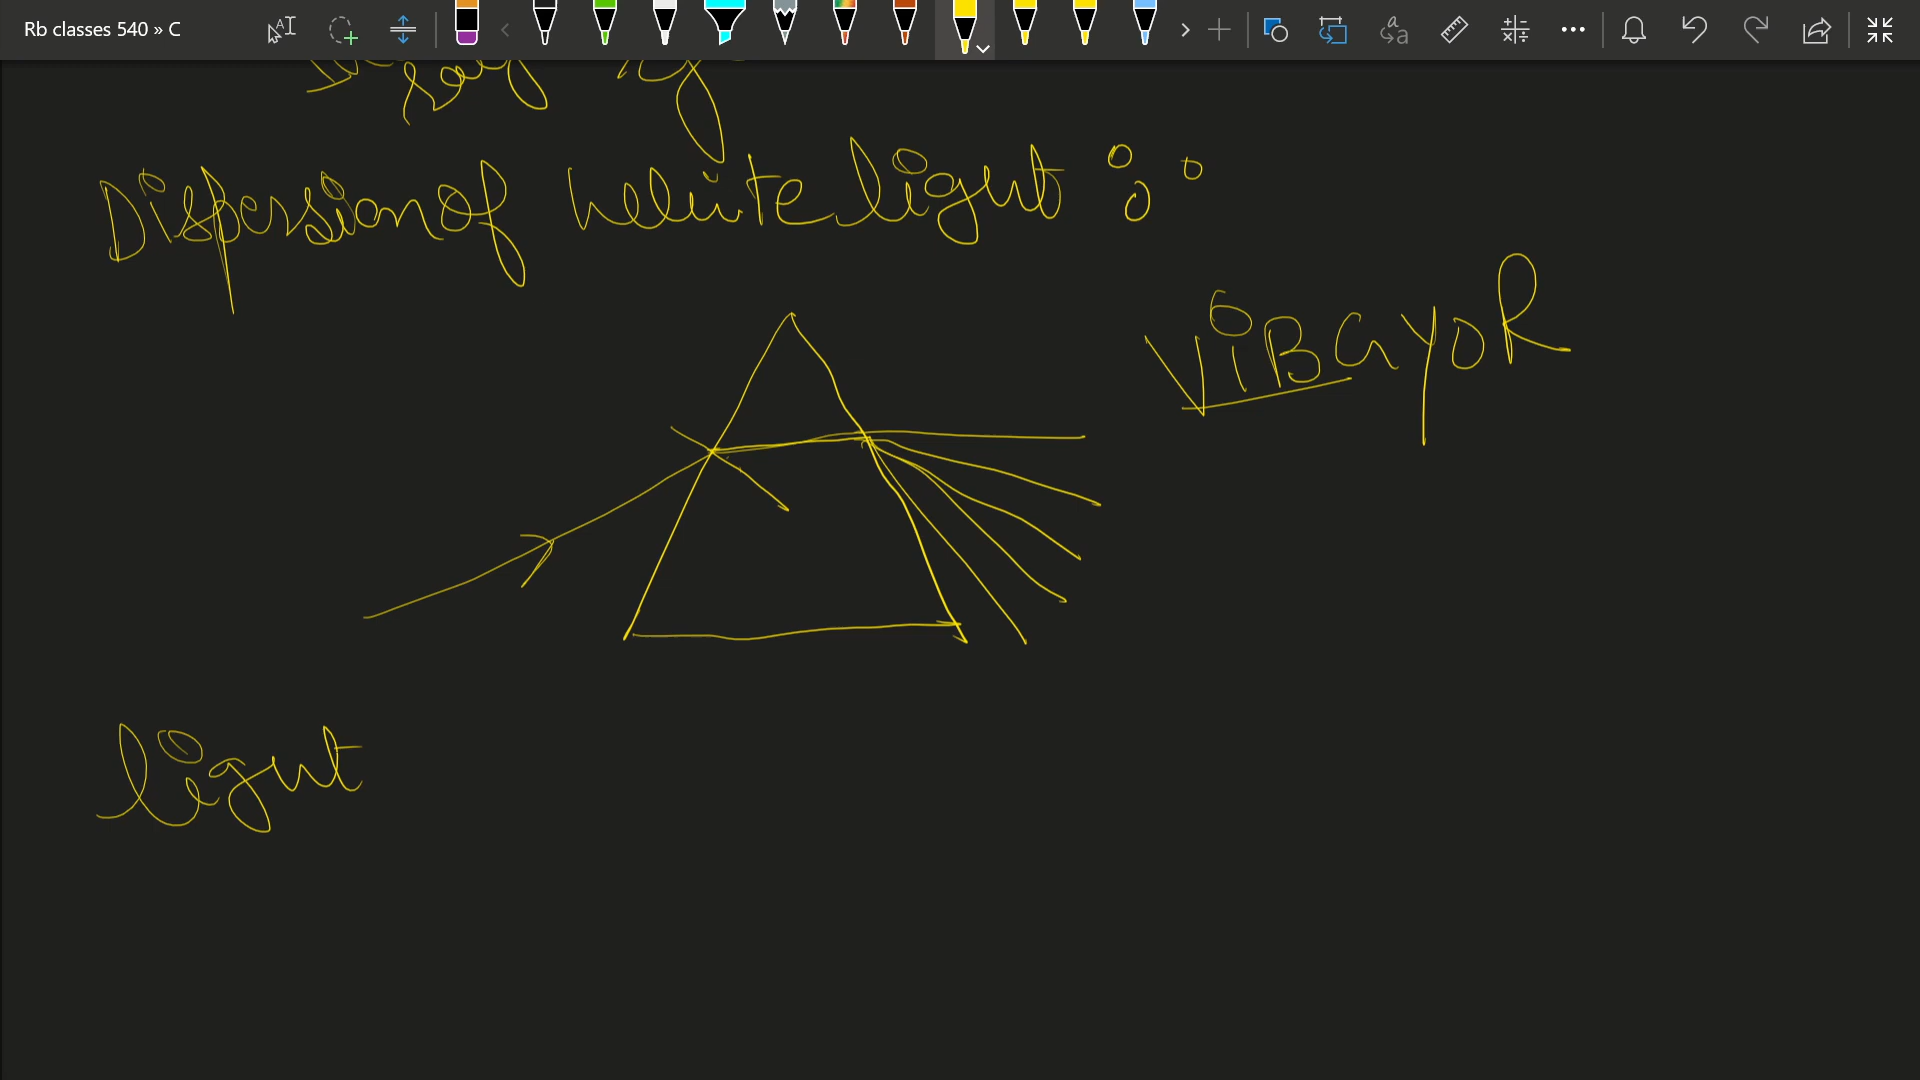 Rb classes 540 » C
Dispersion of white light :
ViBGYOR
light